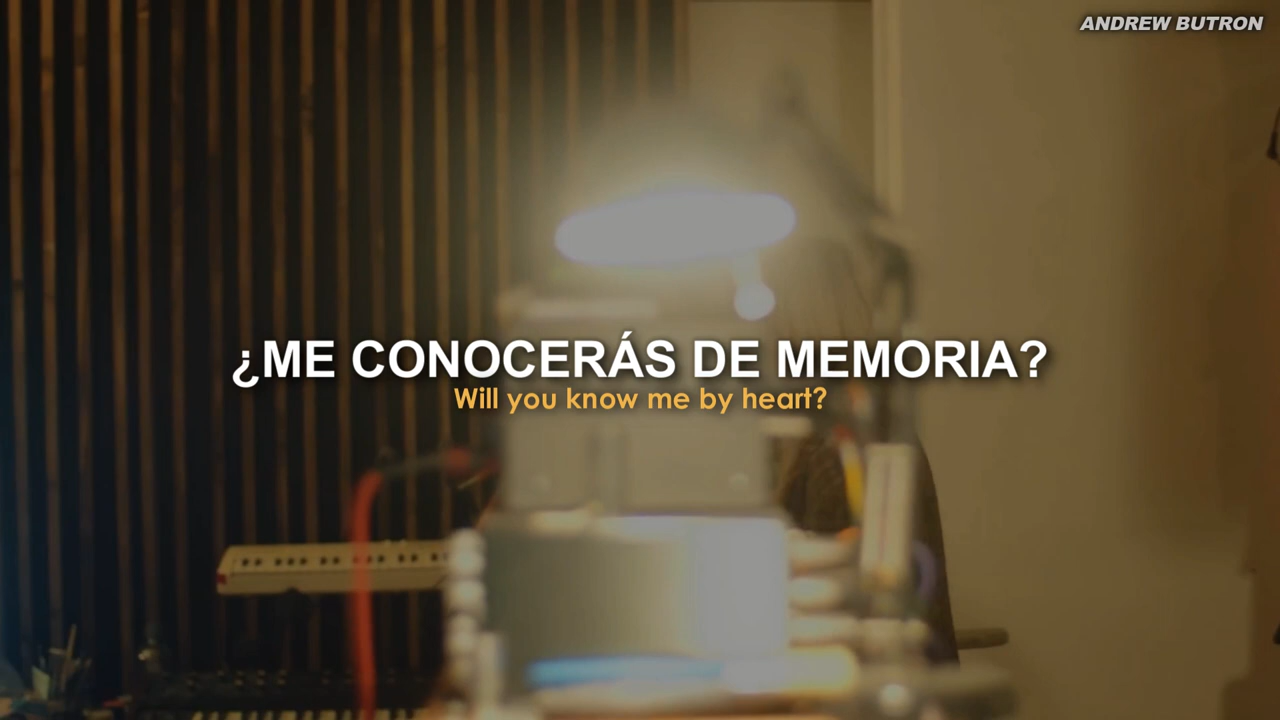 ANDREW BUTRON
¿ME CONOCERÁS DE MEMORIA?
Will you know me by heart?